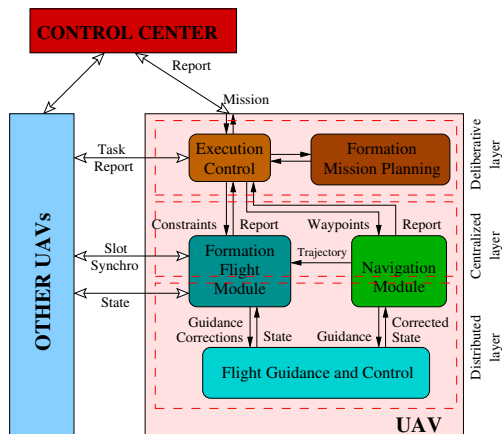 CONTROL CENTER
Report
Mission
Task
Report
Execution
Control
Formation
Mission Planning
Deliberative
layer
Constraints
Report
Waypoints
Report
Slot
Synchro
Formation
Flight
Module
Trajectory
Navigation
Module
Centralized
layer
State
OTHER UAVs
Guidance
Corrections
State
Guidance
Corrected
State
Distributed
layer
Flight Guidance and Control
UAV